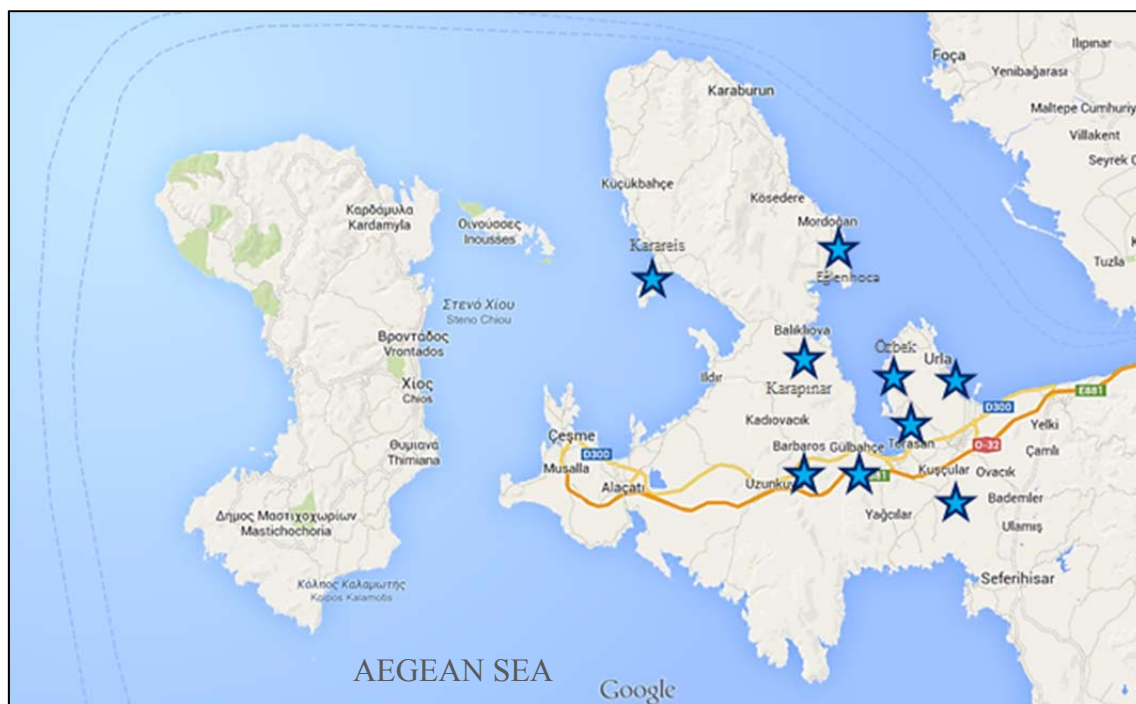 Foça
Ilıpınar
Yenibağarası
Karaburun
Maltepe Cumhuriy
Villakent
Seyrek
Küçükbahçe
Καρδάμυλα
Kardamyla
Οινούσσες
Inousses
Kösedere
Mordoğan
Karareis
Eğlenhoca
Tuzla
Στενό Χίου
Steno Chiou
Βροντάδος
Vrontados
Balıklıova
Özbek
Urla
Χίος
Chios
Ildır
Karapınar
E881
D300
Kadıovacık
Yelki
Θυμιανά
Thimiana
Çeşme
D300
Musalla
Barbaros
Gülbahçe
Torasan
O-32
Çamlı
Alaçatı
Kuşçular
Ovacık
Bademler
Δήμος Μαστιχοχωρίων
Mastichochoria
Yağcılar
Ulamış
Κόλπος Καλαμωτής
Kolpos Kalamotis
Seferihisar
AEGEAN SEA
Google